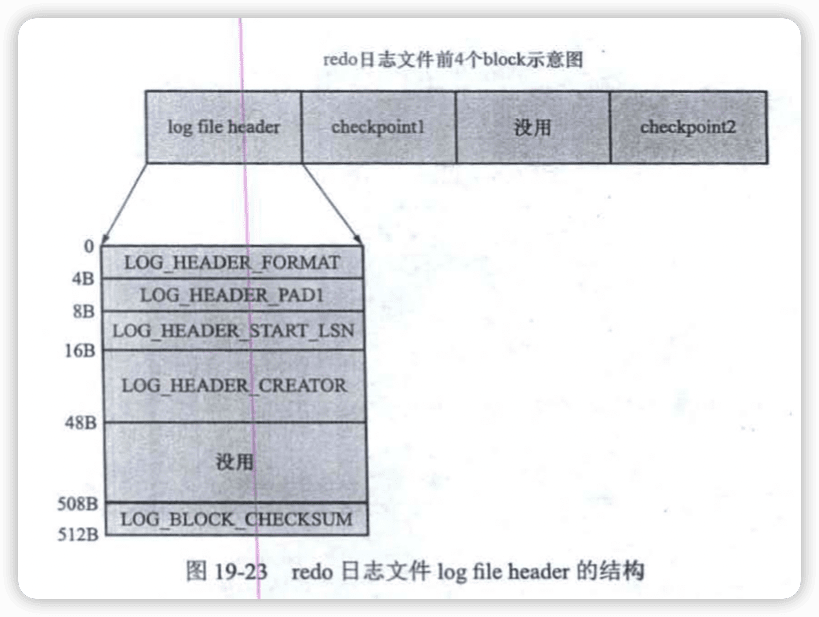 redo日志文件前4个block示意图
log file header
checkpoint1
没用
checkpoint2
0
LOG_HEADER_FORMAT
4B
LOG_HEADER_PAD1
8B
LOG_HEADER_START_LSN
16B
LOG_HEADER_CREATOR
48B
没用
508B
LOG_BLOCK_CHECKSUM
512B
图 19-23 redo 日志文件 log file header 的结构